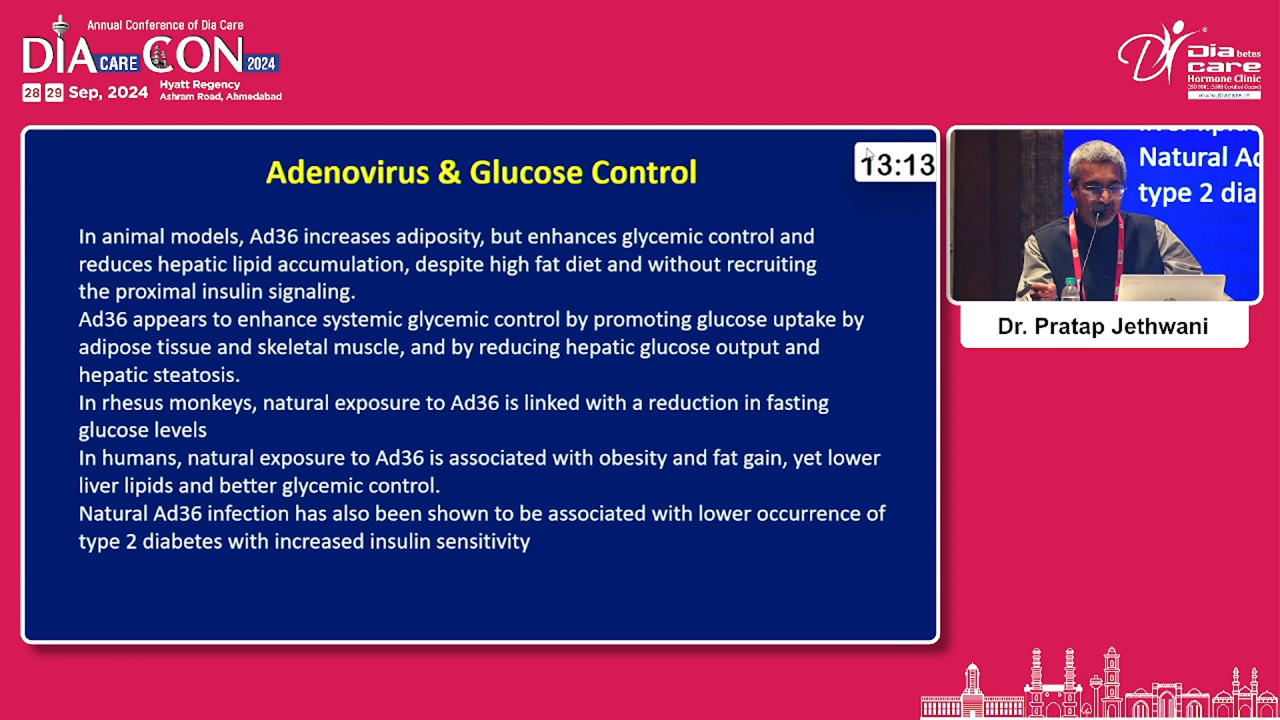 Annual Conference of Dia Care
DIA CARE CON 2024
28 29 Sep, 2024
Hyatt Regency
Ashram Road, Ahmedabad
Diabetes
care
Hormone Clinic
Adenovirus & Glucose Control
13:13
In animal models, Ad36 increases adiposity, but enhances glycemic control and
reduces hepatic lipid accumulation, despite high fat diet and without recruiting
the proximal insulin signaling.
Ad36 appears to enhance systemic glycemic control by promoting glucose uptake by
adipose tissue and skeletal muscle, and by reducing hepatic glucose output and
hepatic steatosis.
In rhesus monkeys, natural exposure to Ad36 is linked with a reduction in fasting
glucose levels
In humans, natural exposure to Ad36 is associated with obesity and fat gain, yet lower
liver lipids and better glycemic control.
Natural Ad36 infection has also been shown to be associated with lower occurrence of
type 2 diabetes with increased insulin sensitivity
Natural Ad
type 2 dia
Dr. Pratap Jethwani